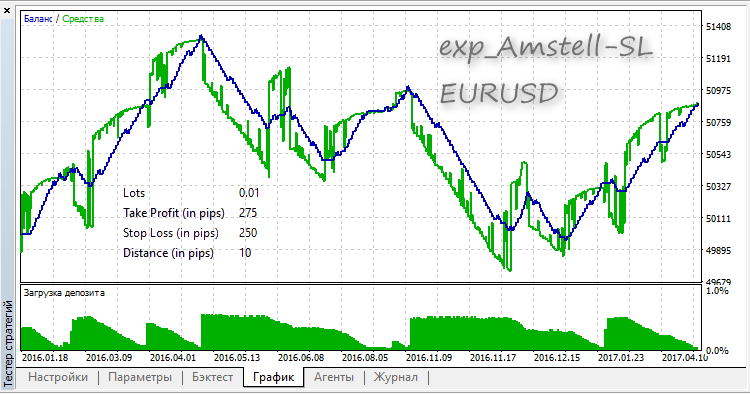 Баланс / Средства
exp_Amstell-SL
EURUSD
51408
51191
50975
50759
50543
50327
50111
49895
49679
Lots 0,01
Take Profit (in pips) 275
Stop Loss (in pips) 250
Distance (in pips) 10
Загрузка депозита
1.0%
0.0%
2016.01.18 2016.03.09 2016.04.01 2016.05.13 2016.06.08 2016.08.05 2016.11.09 2016.11.17 2016.12.15 2017.01.23 2017.04.10
Тестер стратегий
Настройки Параметры Бэктест График Агенты Журнал